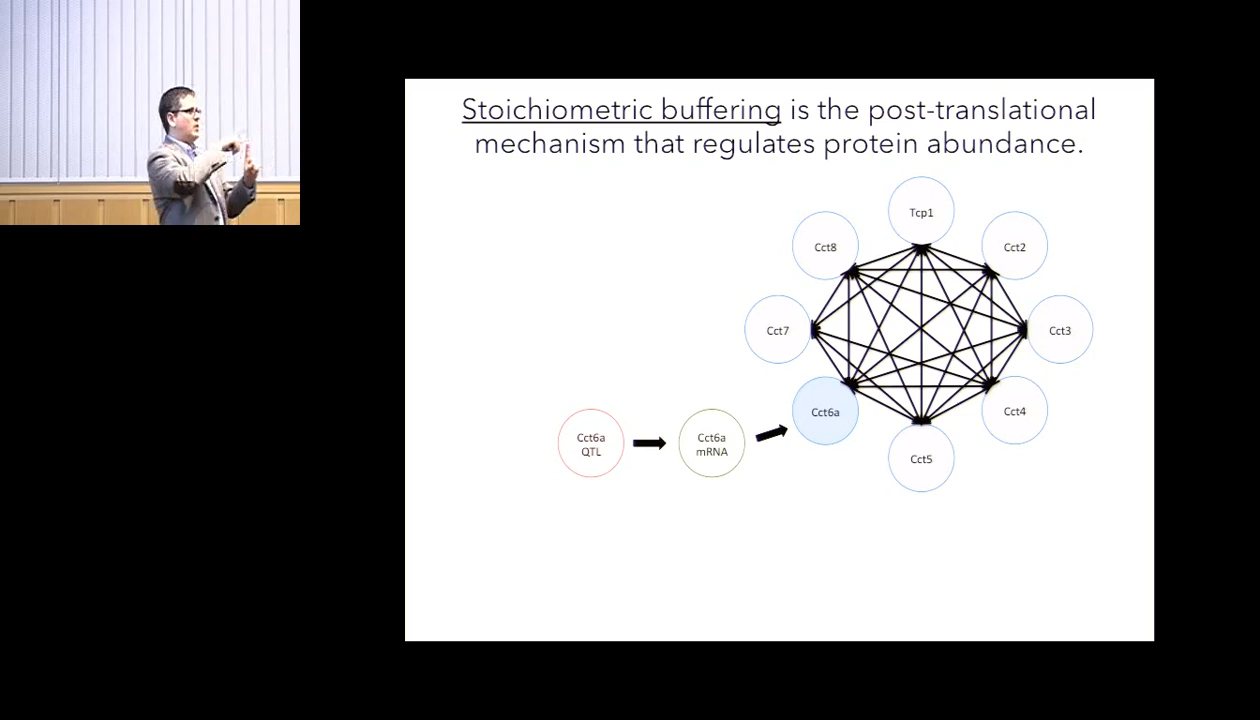 Stoichiometric buffering is the post-translational
mechanism that regulates protein abundance.
Tcp1
Cct8
Cct2
Cct7
Cct3
Cct6a
Cct4
Cct6a
QTL
Cct6a
mRNA
Cct5